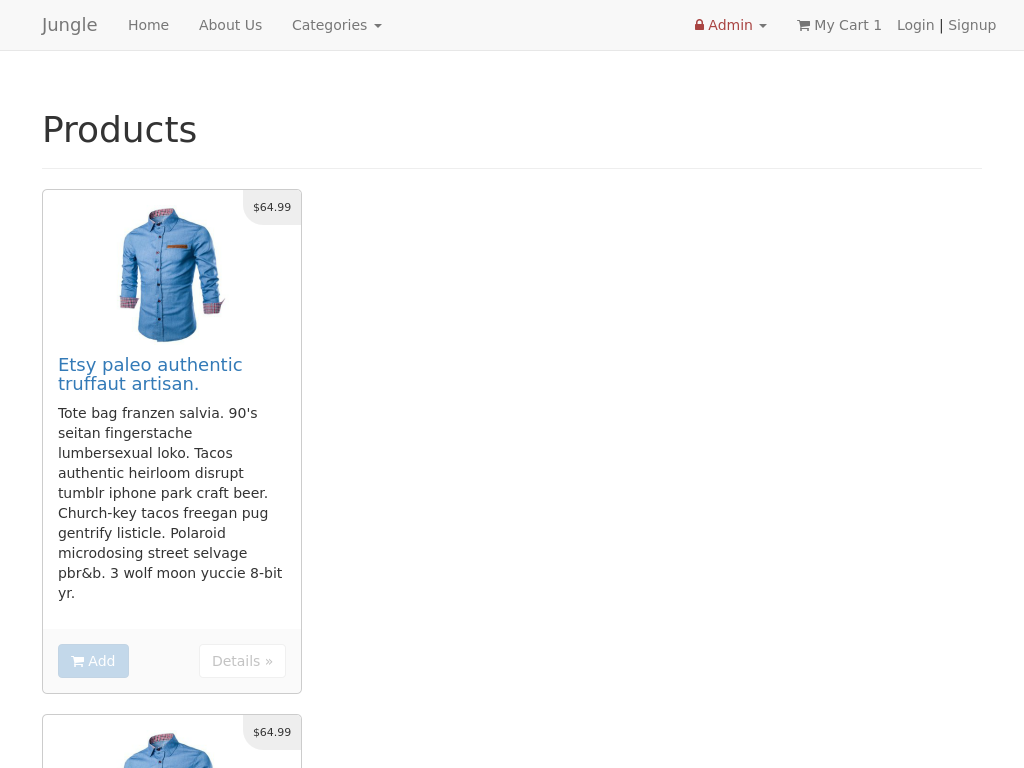 Jungle Home About Us Categories Admin My Cart 1 Login | Signup
Products
$64.99
Etsy paleo authentic
truffaut artisan.
Tote bag franzen salvia. 90's
seitan fingerstache
lumbersexual loko. Tacos
authentic heirloom disrupt
tumblr iphone park craft beer.
Church-key tacos freegan pug
gentrify listicle. Polaroid
microdosing street selvage
pbr&b. 3 wolf moon yuccie 8-bit
yr.
Add Details »
$64.99